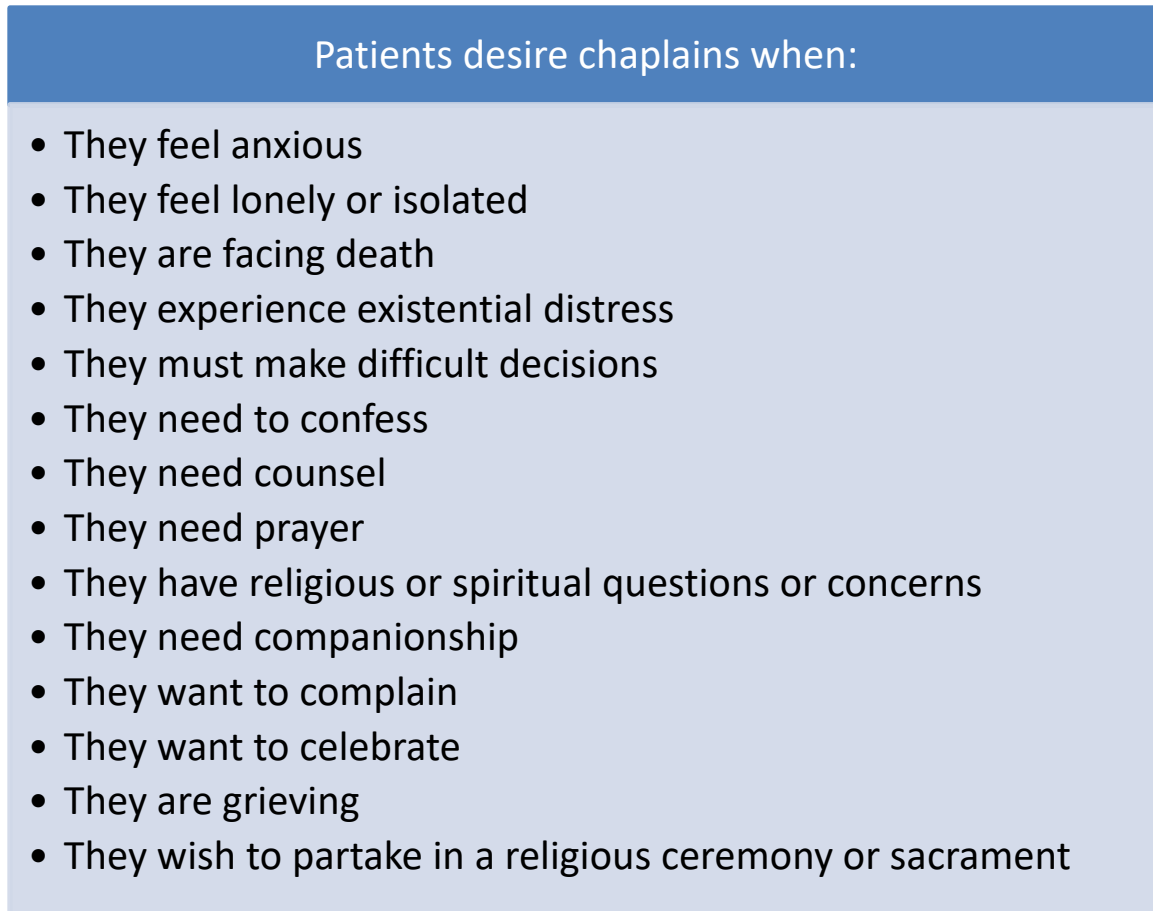 Patients desire chaplains when:
• They feel anxious
• They feel lonely or isolated
• They are facing death
• They experience existential distress
• They must make difficult decisions
• They need to confess
• They need counsel
• They need prayer
• They have religious or spiritual questions or concerns
• They need companionship
• They want to complain
• They want to celebrate
• They are grieving
• They wish to partake in a religious ceremony or sacrament